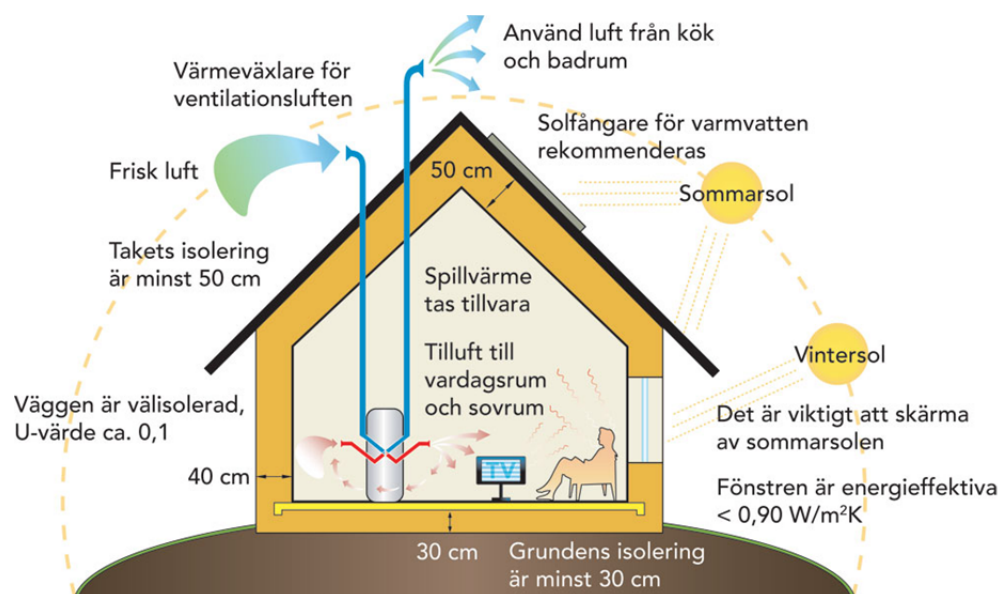 Använd luft från kök
och badrum
Värmeväxlare för
ventilationsluften
Solfångare för varmvatten
rekommenderas
Frisk luft
50 cm
Sommarsol
Takets isolering
är minst 50 cm
Spillvärme
tas tillvara
Tilluft till
vardagsrum
och sovrum
Vintersol
Väggen är välisolerad,
U-värde ca. 0,1
Det är viktigt att skärma
av sommarsolen
40 cm
TV
Fönstren är energieffektiva
< 0,90 W/m²K
30 cm
Grundens isolering
är minst 30 cm